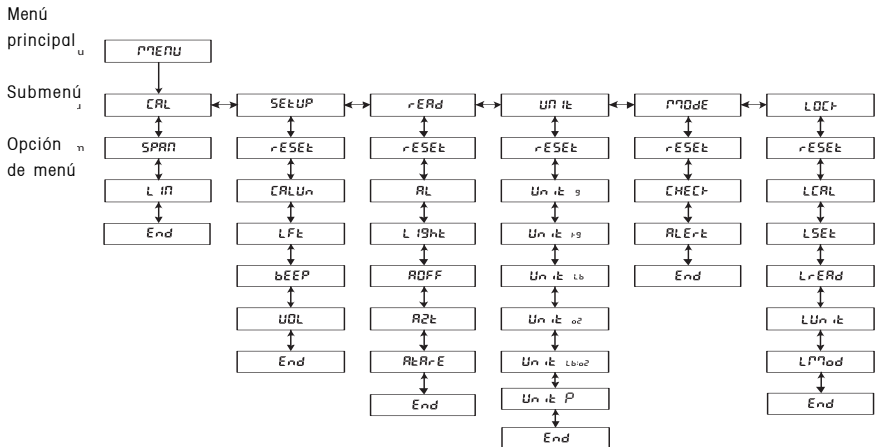 Menú
principal u
MENU
Submenú u
CAL SEtUP rEAd UNit MOdE LOCK
Opción n
de menú
SPAN rESEt rESEt rESEt rESEt rESEt
LIN CALUn AL Unit g CHECK LCAL
End LFt LIght Unit kg ALErt LSEt
bEEP AOFF Unit Lb End LrEAd
VOL AZt Unit oZ LUnit
End AtArE Unit Lb:oZ LMod
End Unit P End
End